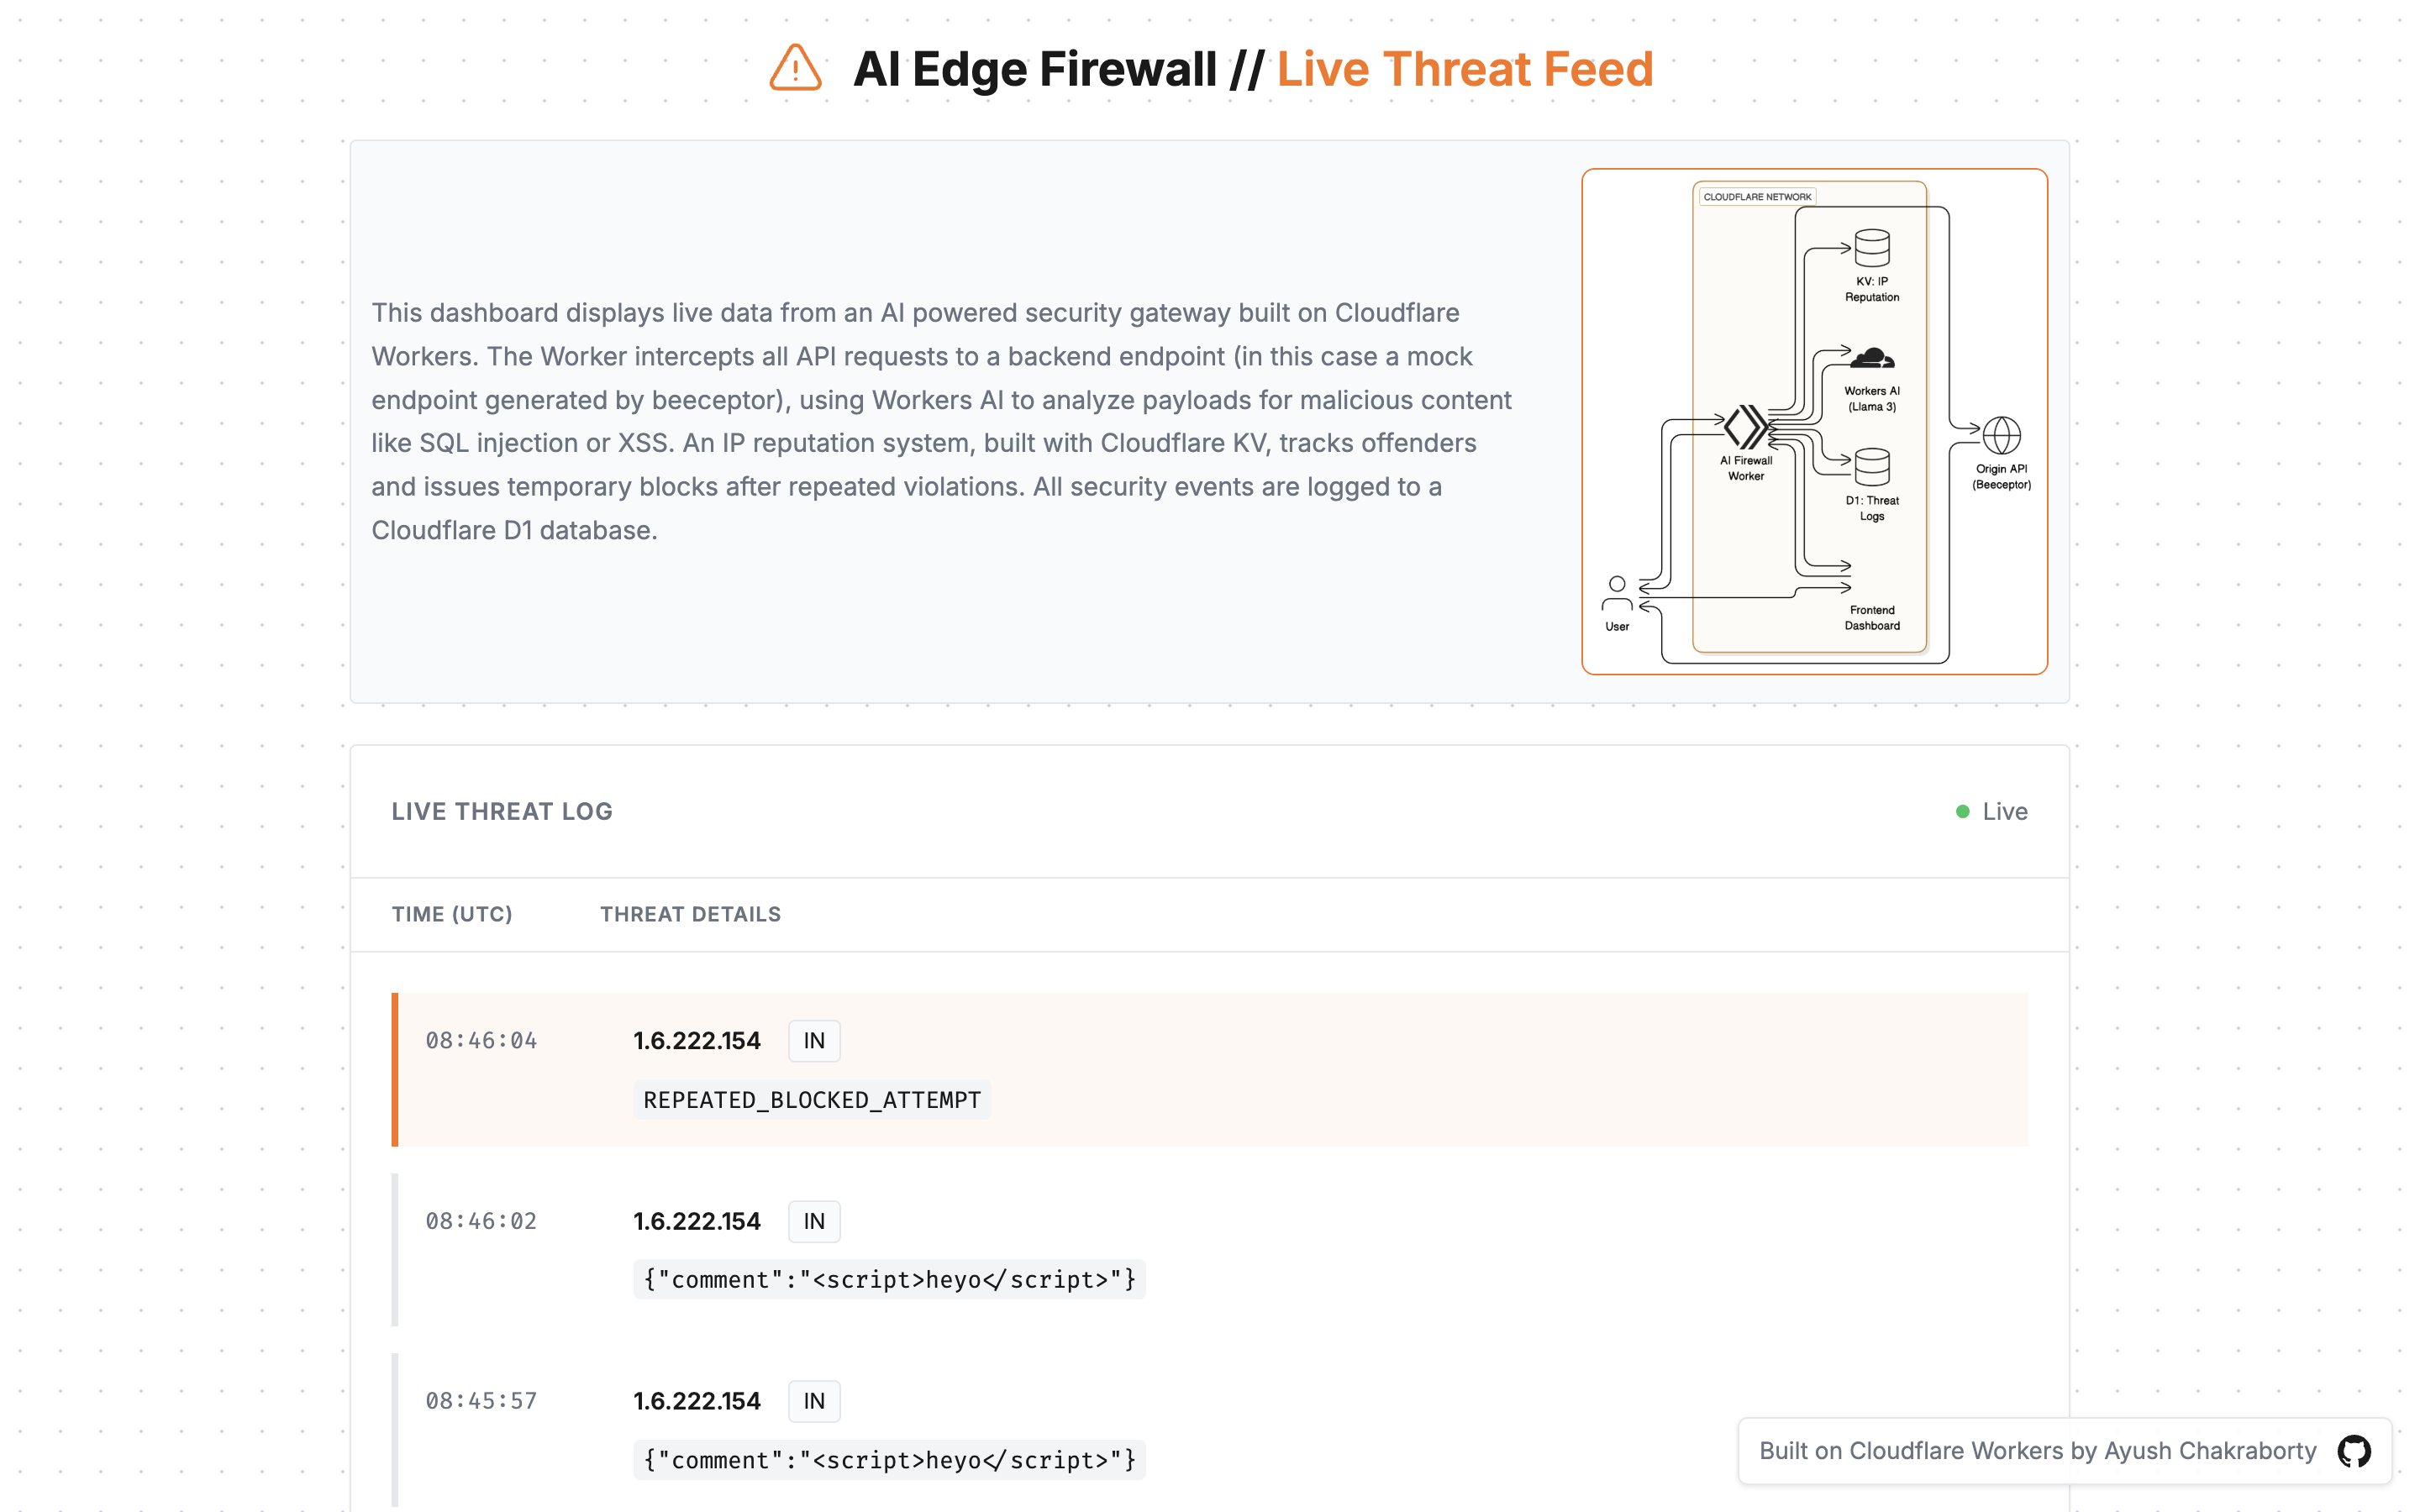 AI Edge Firewall // Live Threat Feed
This dashboard displays live data from an AI powered security gateway built on Cloudflare
Workers. The Worker intercepts all API requests to a backend endpoint (in this case a mock
endpoint generated by beeceptor), using Workers AI to analyze payloads for malicious content
like SQL injection or XSS. An IP reputation system, built with Cloudflare KV, tracks offenders
and issues temporary blocks after repeated violations. All security events are logged to a
Cloudflare D1 database.
CLOUDFLARE NETWORK
KV: IP
Reputation
Workers AI
(Llama 3)
AI Firewall
Worker
D1: Threat
Logs
Origin API
(Beeceptor)
Frontend
Dashboard
User
LIVE THREAT LOG
Live
TIME (UTC) THREAT DETAILS
08:46:04 1.6.222.154 IN
REPEATED_BLOCKED_ATTEMPT
08:46:02 1.6.222.154 IN
{"comment":"<script>heyo</script>"}
08:45:57 1.6.222.154 IN
{"comment":"<script>heyo</script>"}
Built on Cloudflare Workers by Ayush Chakraborty